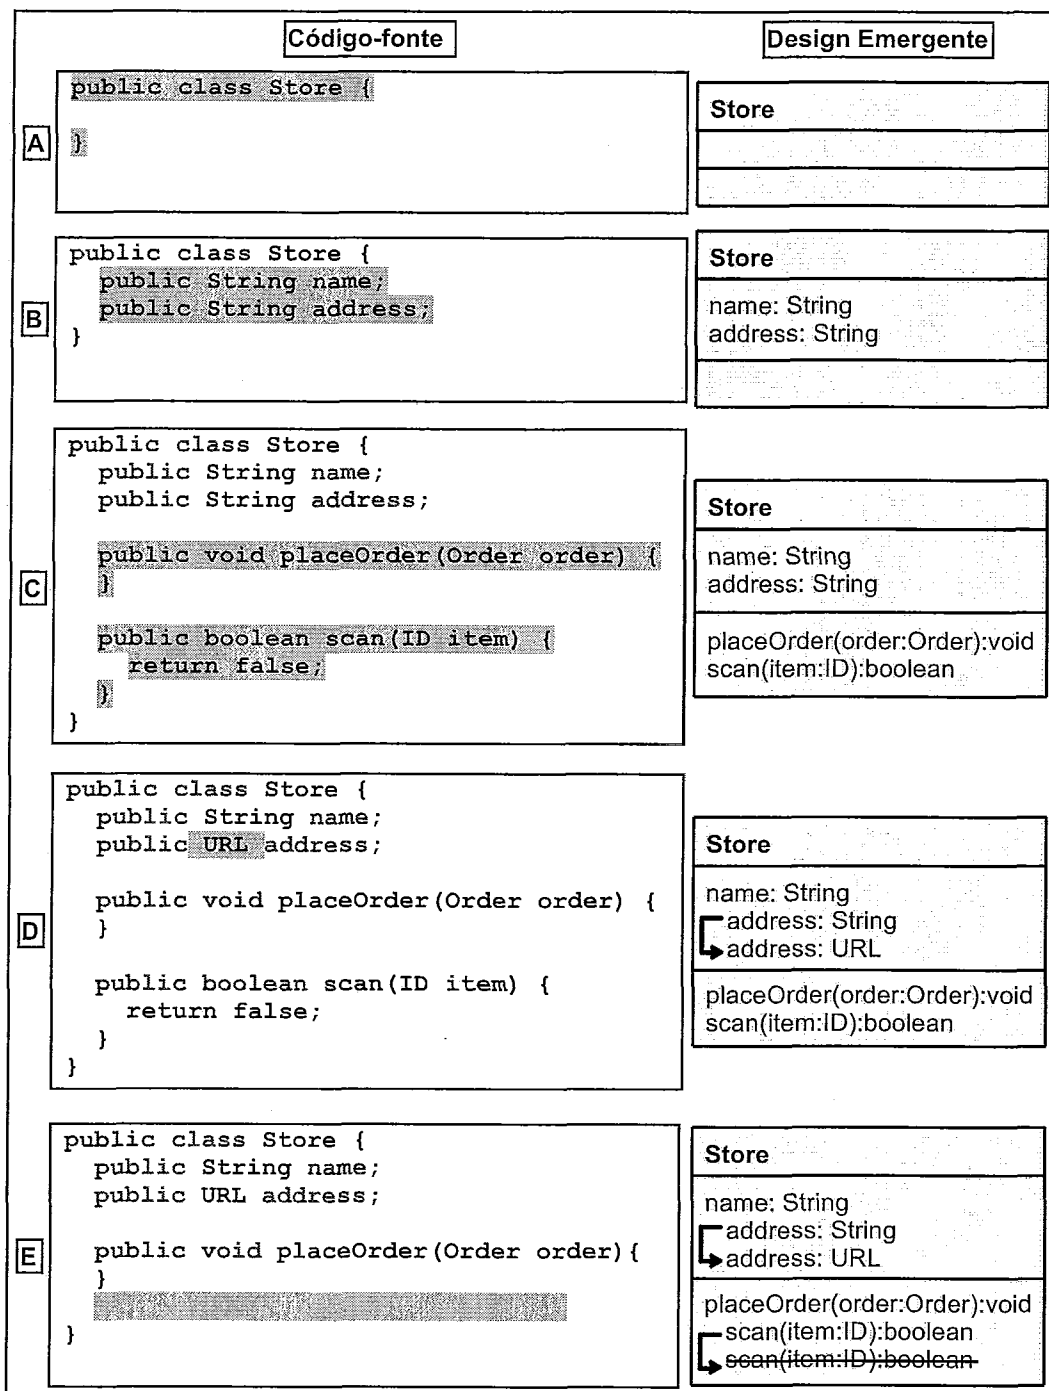 Código-fonte
Design Emergente
A
public class Store {
}
Store
B
public class Store {
public String name;
public String address;
}
Store
name: String
address: String
C
public class Store {
public String name;
public String address;
public void placeOrder(Order order) {
}
public boolean scan(ID item) {
return false;
}
}
Store
name: String
address: String
placeOrder(order:Order):void
scan(item:ID):boolean
D
public class Store {
public String name;
public URL address;
public void placeOrder(Order order) {
}
public boolean scan(ID item) {
return false;
}
}
Store
name: String
address: String
address: URL
placeOrder(order:Order):void
scan(item:ID):boolean
E
public class Store {
public String name;
public URL address;
public void placeOrder(Order order){
}
}
Store
name: String
address: String
address: URL
placeOrder(order:Order):void
scan(item:ID):boolean
scan(item:ID):boolean